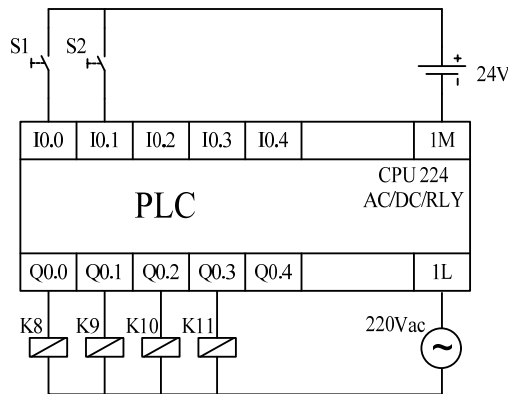 S1 S2
+
24V
-
I0.0 I0.1 I0.2 I0.3 I0.4 1M
CPU 224
PLC AC/DC/RLY
Q0.0 Q0.1 Q0.2 Q0.3 Q0.4 1L
K8 K9 K10 K11 220Vac
~